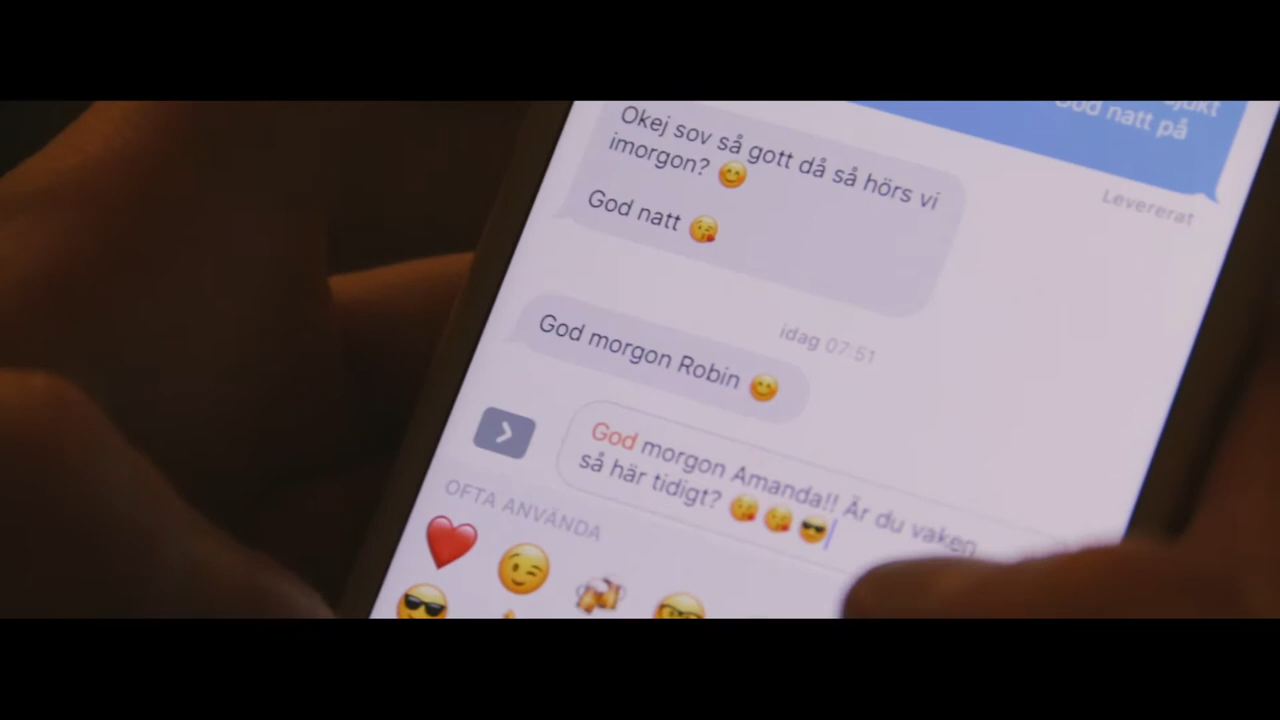 God natt på
Levererat
Okej sov så gott då så hörs vi
imorgon? 😊
God natt 😘
idag 07:51
God morgon Robin 😊
God morgon Amanda!! Är du vaken
så här tidigt? 😘😘😎
OFTA ANVÄNDA